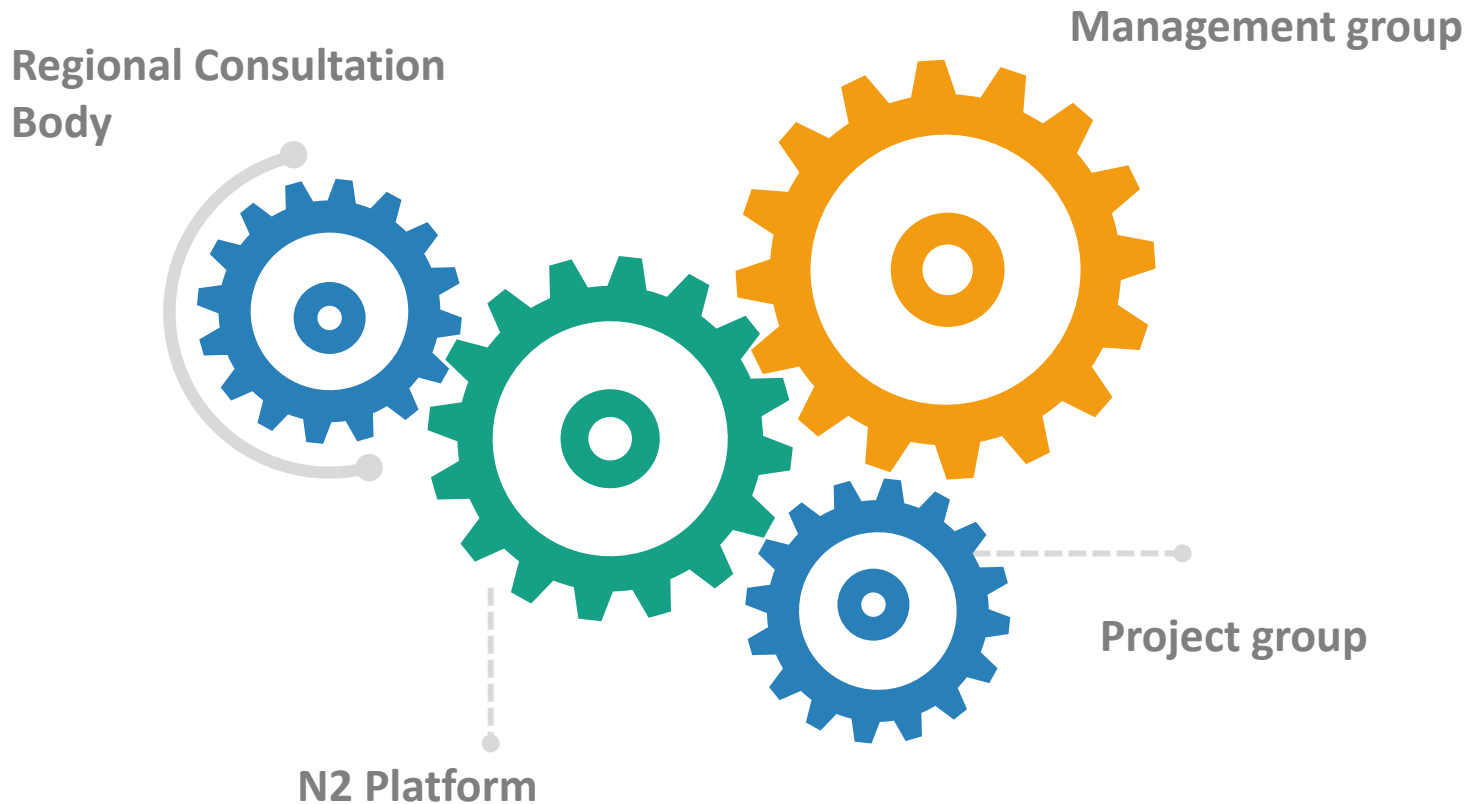 Management group
Regional Consultation
Body
Project group
N2 Platform